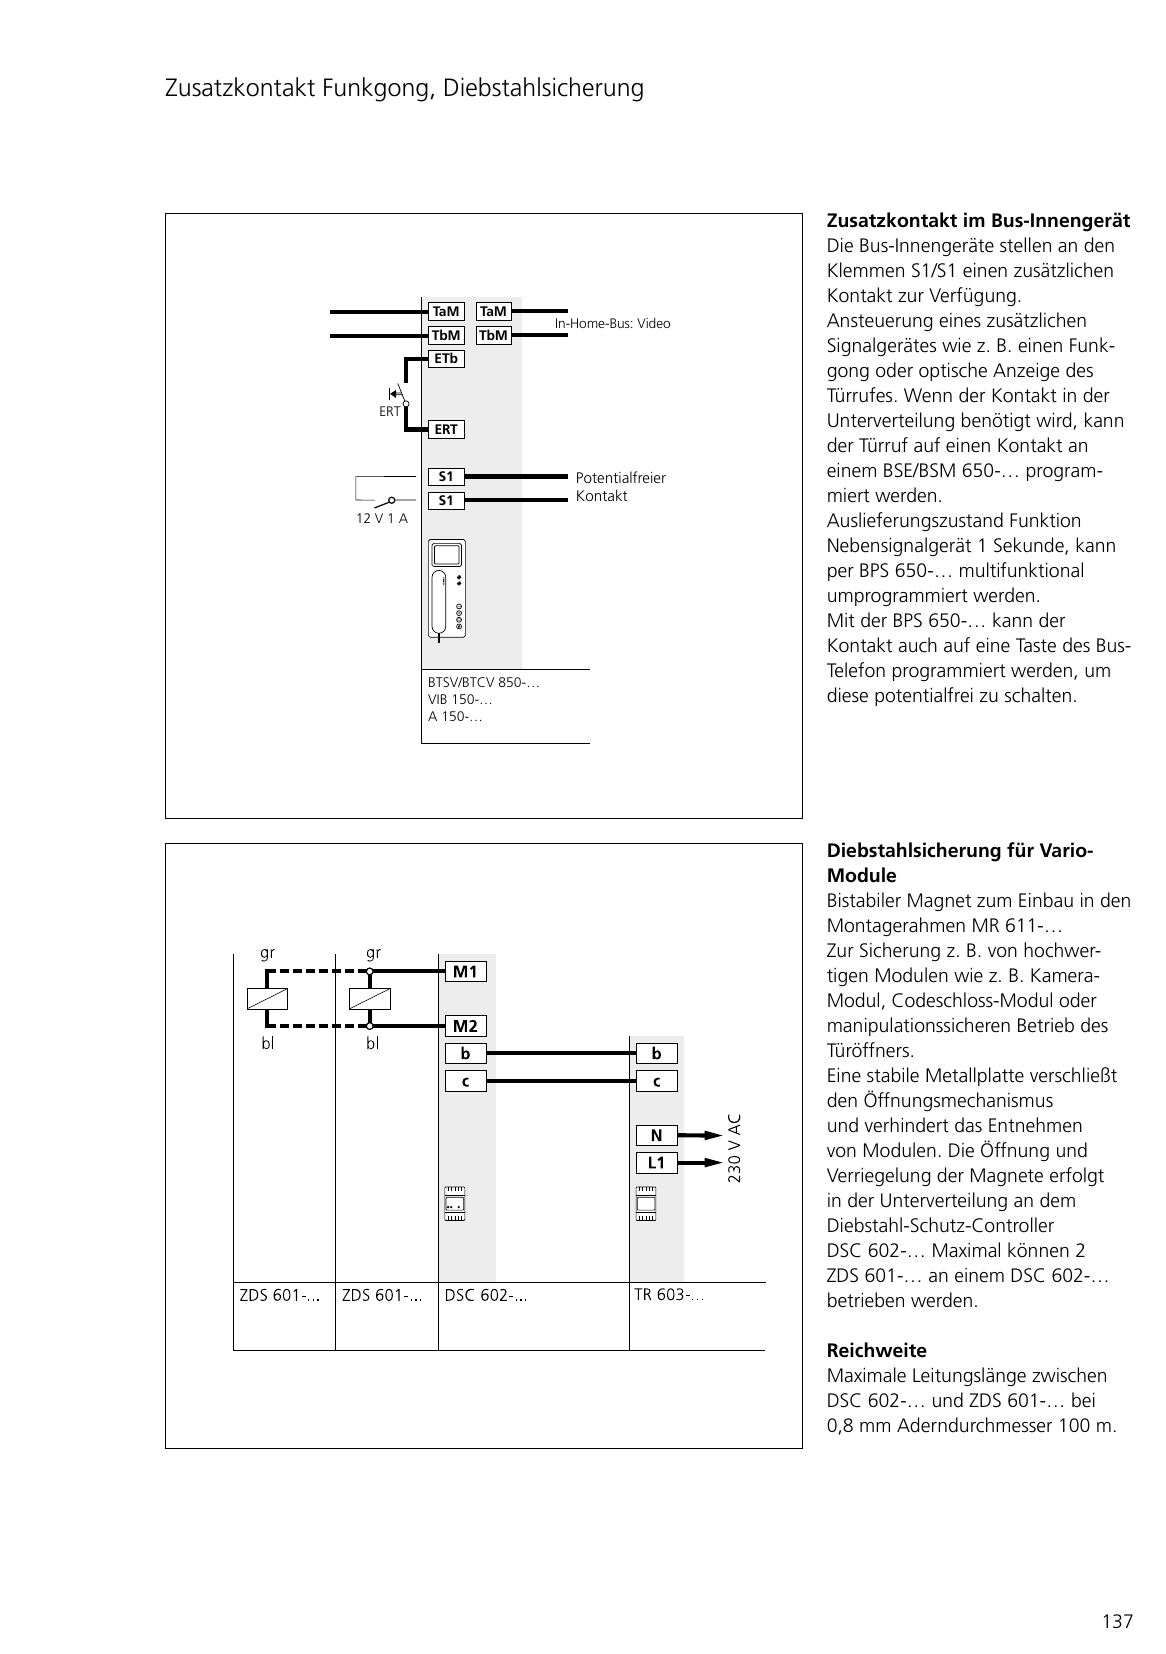 Zusatzkontakt Funkgong, Diebstahlsicherung
TaM TaM
In-Home-Bus: Video
TbM TbM
ETb
ERT
ERT
S1
Potentialfreier
Kontakt
S1
12 V 1 A
BTSV/BTCV 850-…
VIB 150-…
A 150-…
Zusatzkontakt im Bus-Innengerät
Die Bus-Innengeräte stellen an den
Klemmen S1/S1 einen zusätzlichen
Kontakt zur Verfügung.
Ansteuerung eines zusätzlichen
Signalgerätes wie z. B. einen Funk-
gong oder optische Anzeige des
Türrufes. Wenn der Kontakt in der
Unterverteilung benötigt wird, kann
der Türruf auf einen Kontakt an
einem BSE/BSM 650-… program-
miert werden.
Auslieferungszustand Funktion
Nebensignalgerät 1 Sekunde, kann
per BPS 650-… multifunktional
umprogrammiert werden.
Mit der BPS 650-… kann der
Kontakt auch auf eine Taste des Bus-
Telefon programmiert werden, um
diese potentialfrei zu schalten.
gr gr
M1
M2
bl bl
b b
c c
N
L1
230 V AC
ZDS 601-... ZDS 601-... DSC 602-... TR 603-…
Diebstahlsicherung für Vario-
Module
Bistabiler Magnet zum Einbau in den
Montagerahmen MR 611-…
Zur Sicherung z. B. von hochwer-
tigen Modulen wie z. B. Kamera-
Modul, Codeschloss-Modul oder
manipulationssicheren Betrieb des
Türöffners.
Eine stabile Metallplatte verschließt
den Öffnungsmechanismus
und verhindert das Entnehmen
von Modulen. Die Öffnung und
Verriegelung der Magnete erfolgt
in der Unterverteilung an dem
Diebstahl-Schutz-Controller
DSC 602-… Maximal können 2
ZDS 601-… an einem DSC 602-…
betrieben werden.
Reichweite
Maximale Leitungslänge zwischen
DSC 602-… und ZDS 601-… bei
0,8 mm Aderndurchmesser 100 m.
137